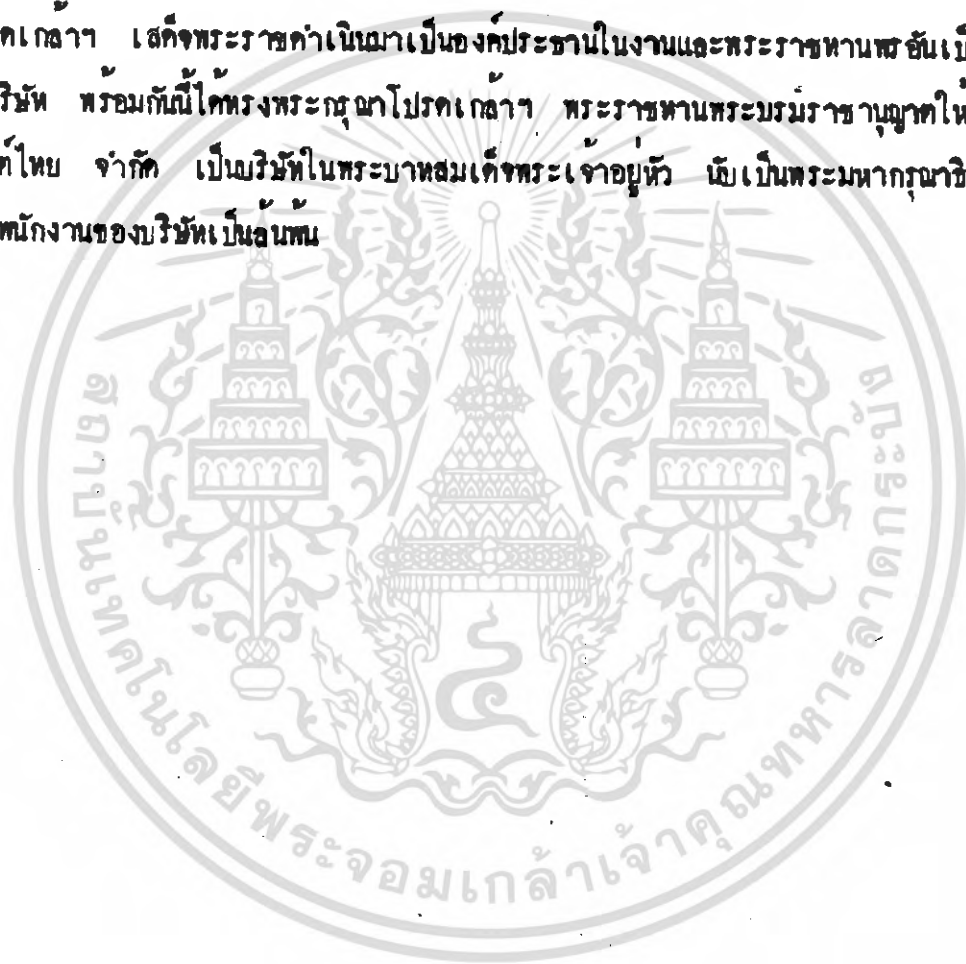 ดเกล้าฯ เสด็จพระราชดำเนินมาเป็นองค์ประธานในงานและพระราชทานพรอันเป็
ริษัท พร้อมกันนี้ได้ทรงพระกรุณาโปรดเกล้าฯ พระราชทานพระบรมราชานุญาตให้
ต์ไทย จำกัด เป็นบริษัทในพระบาทสมเด็จพระเจ้าอยู่หัว นับเป็นพระมหากรุณาธิ
พนักงานของบริษัทเป็นล้นพ้น
สถาบันเทคโนโลยีพระจอมเกล้าเจ้าคุณทหารลาดกระบัง
๔